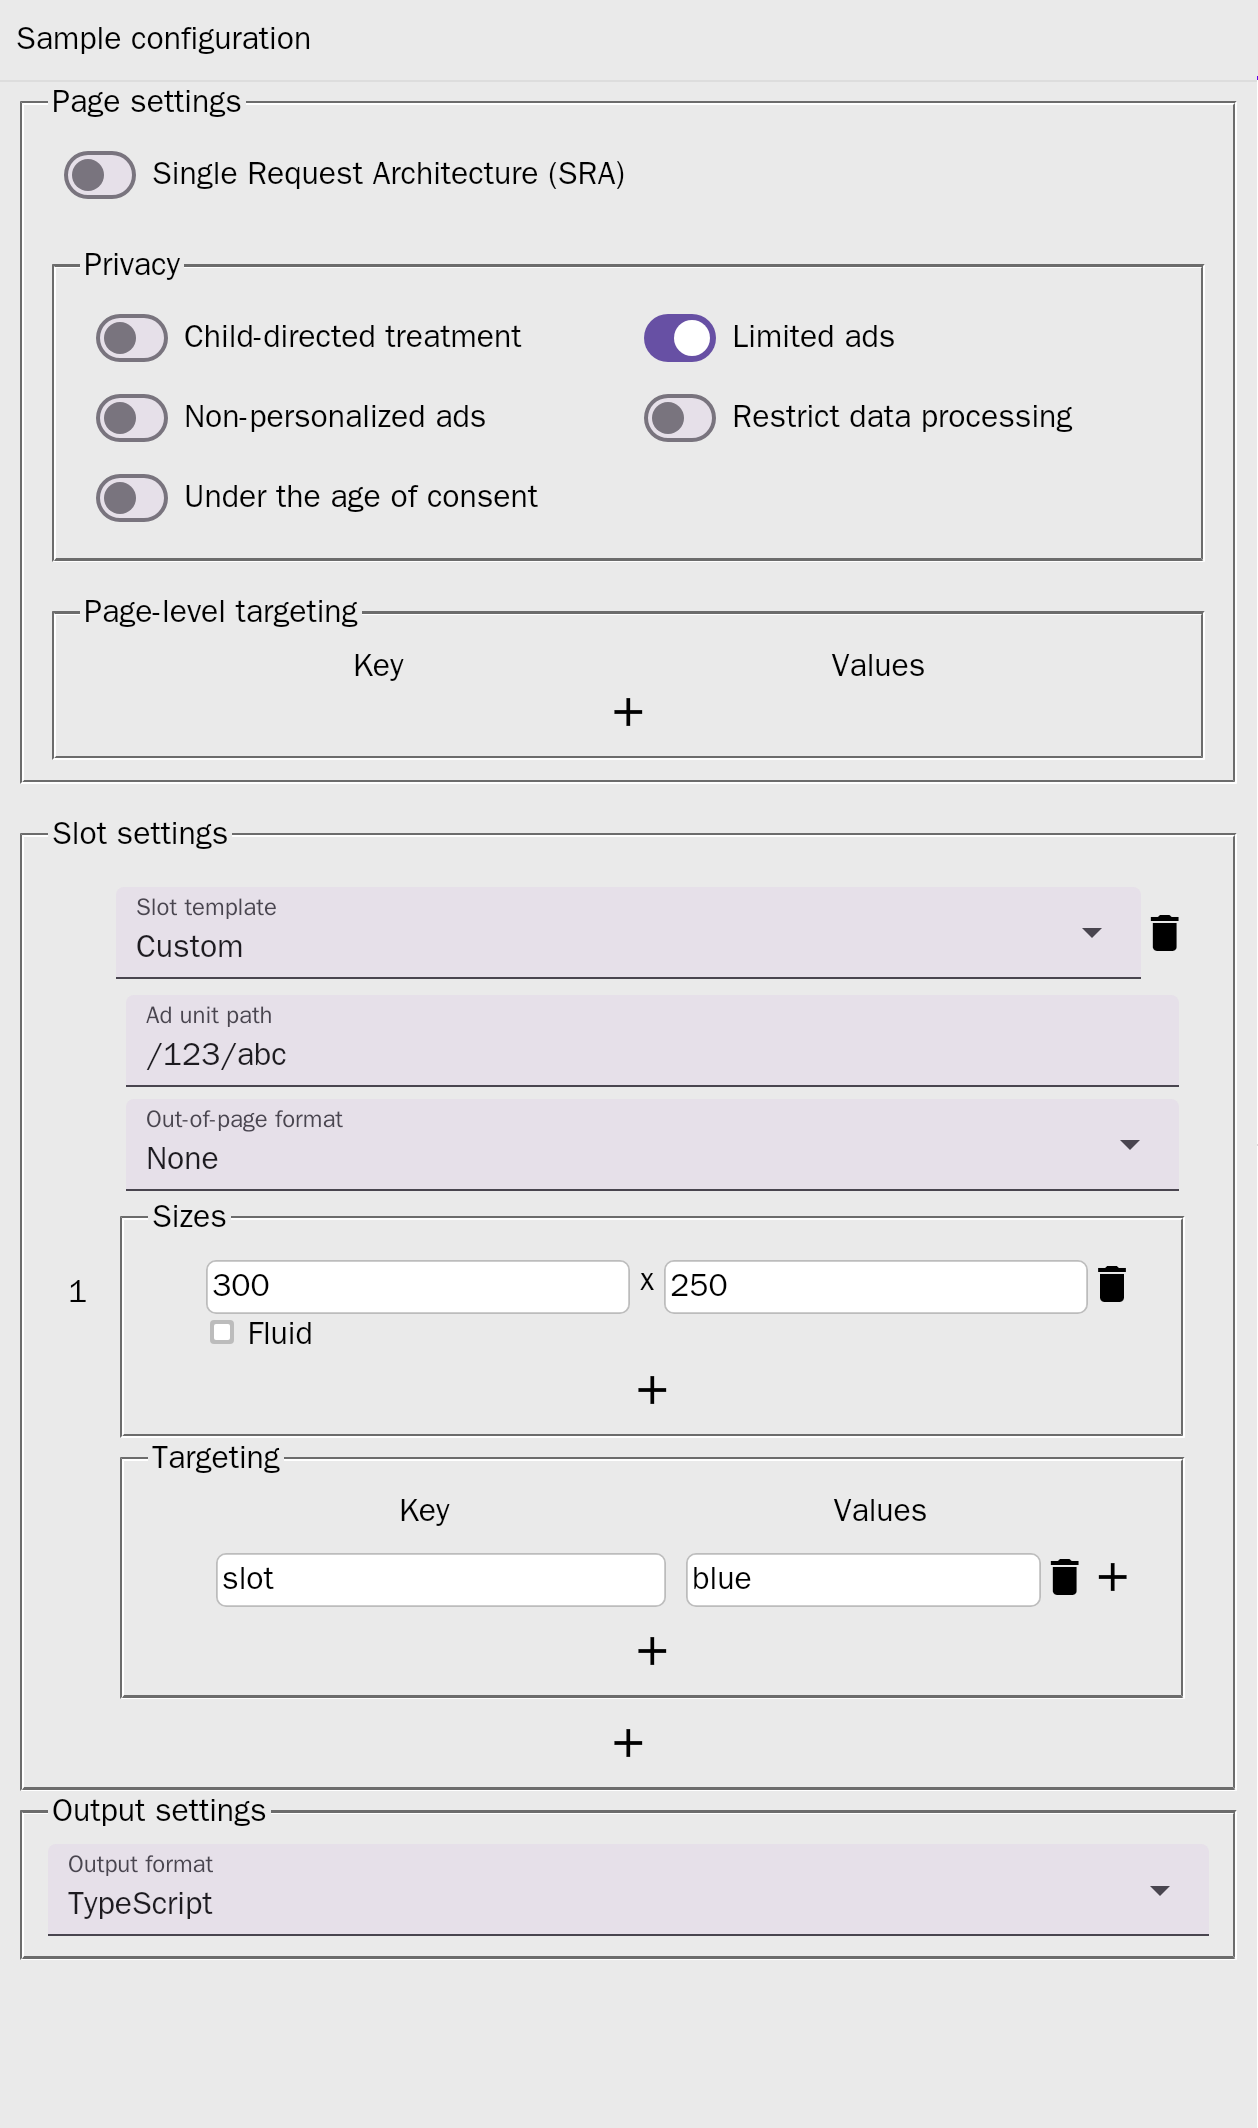 Sample configuration
Page settings
Single Request Architecture (SRA)
Privacy
Child-directed treatment
Limited ads
Non-personalized ads
Restrict data processing
Under the age of consent
Page-level targeting
Key Values
+
Slot settings
Slot template
Custom
Ad unit path
/123/abc
Out-of-page format
None
1
Sizes
300 x 250
Fluid
+
Targeting
Key Values
slot blue +
+
+
Output settings
Output format
TypeScript